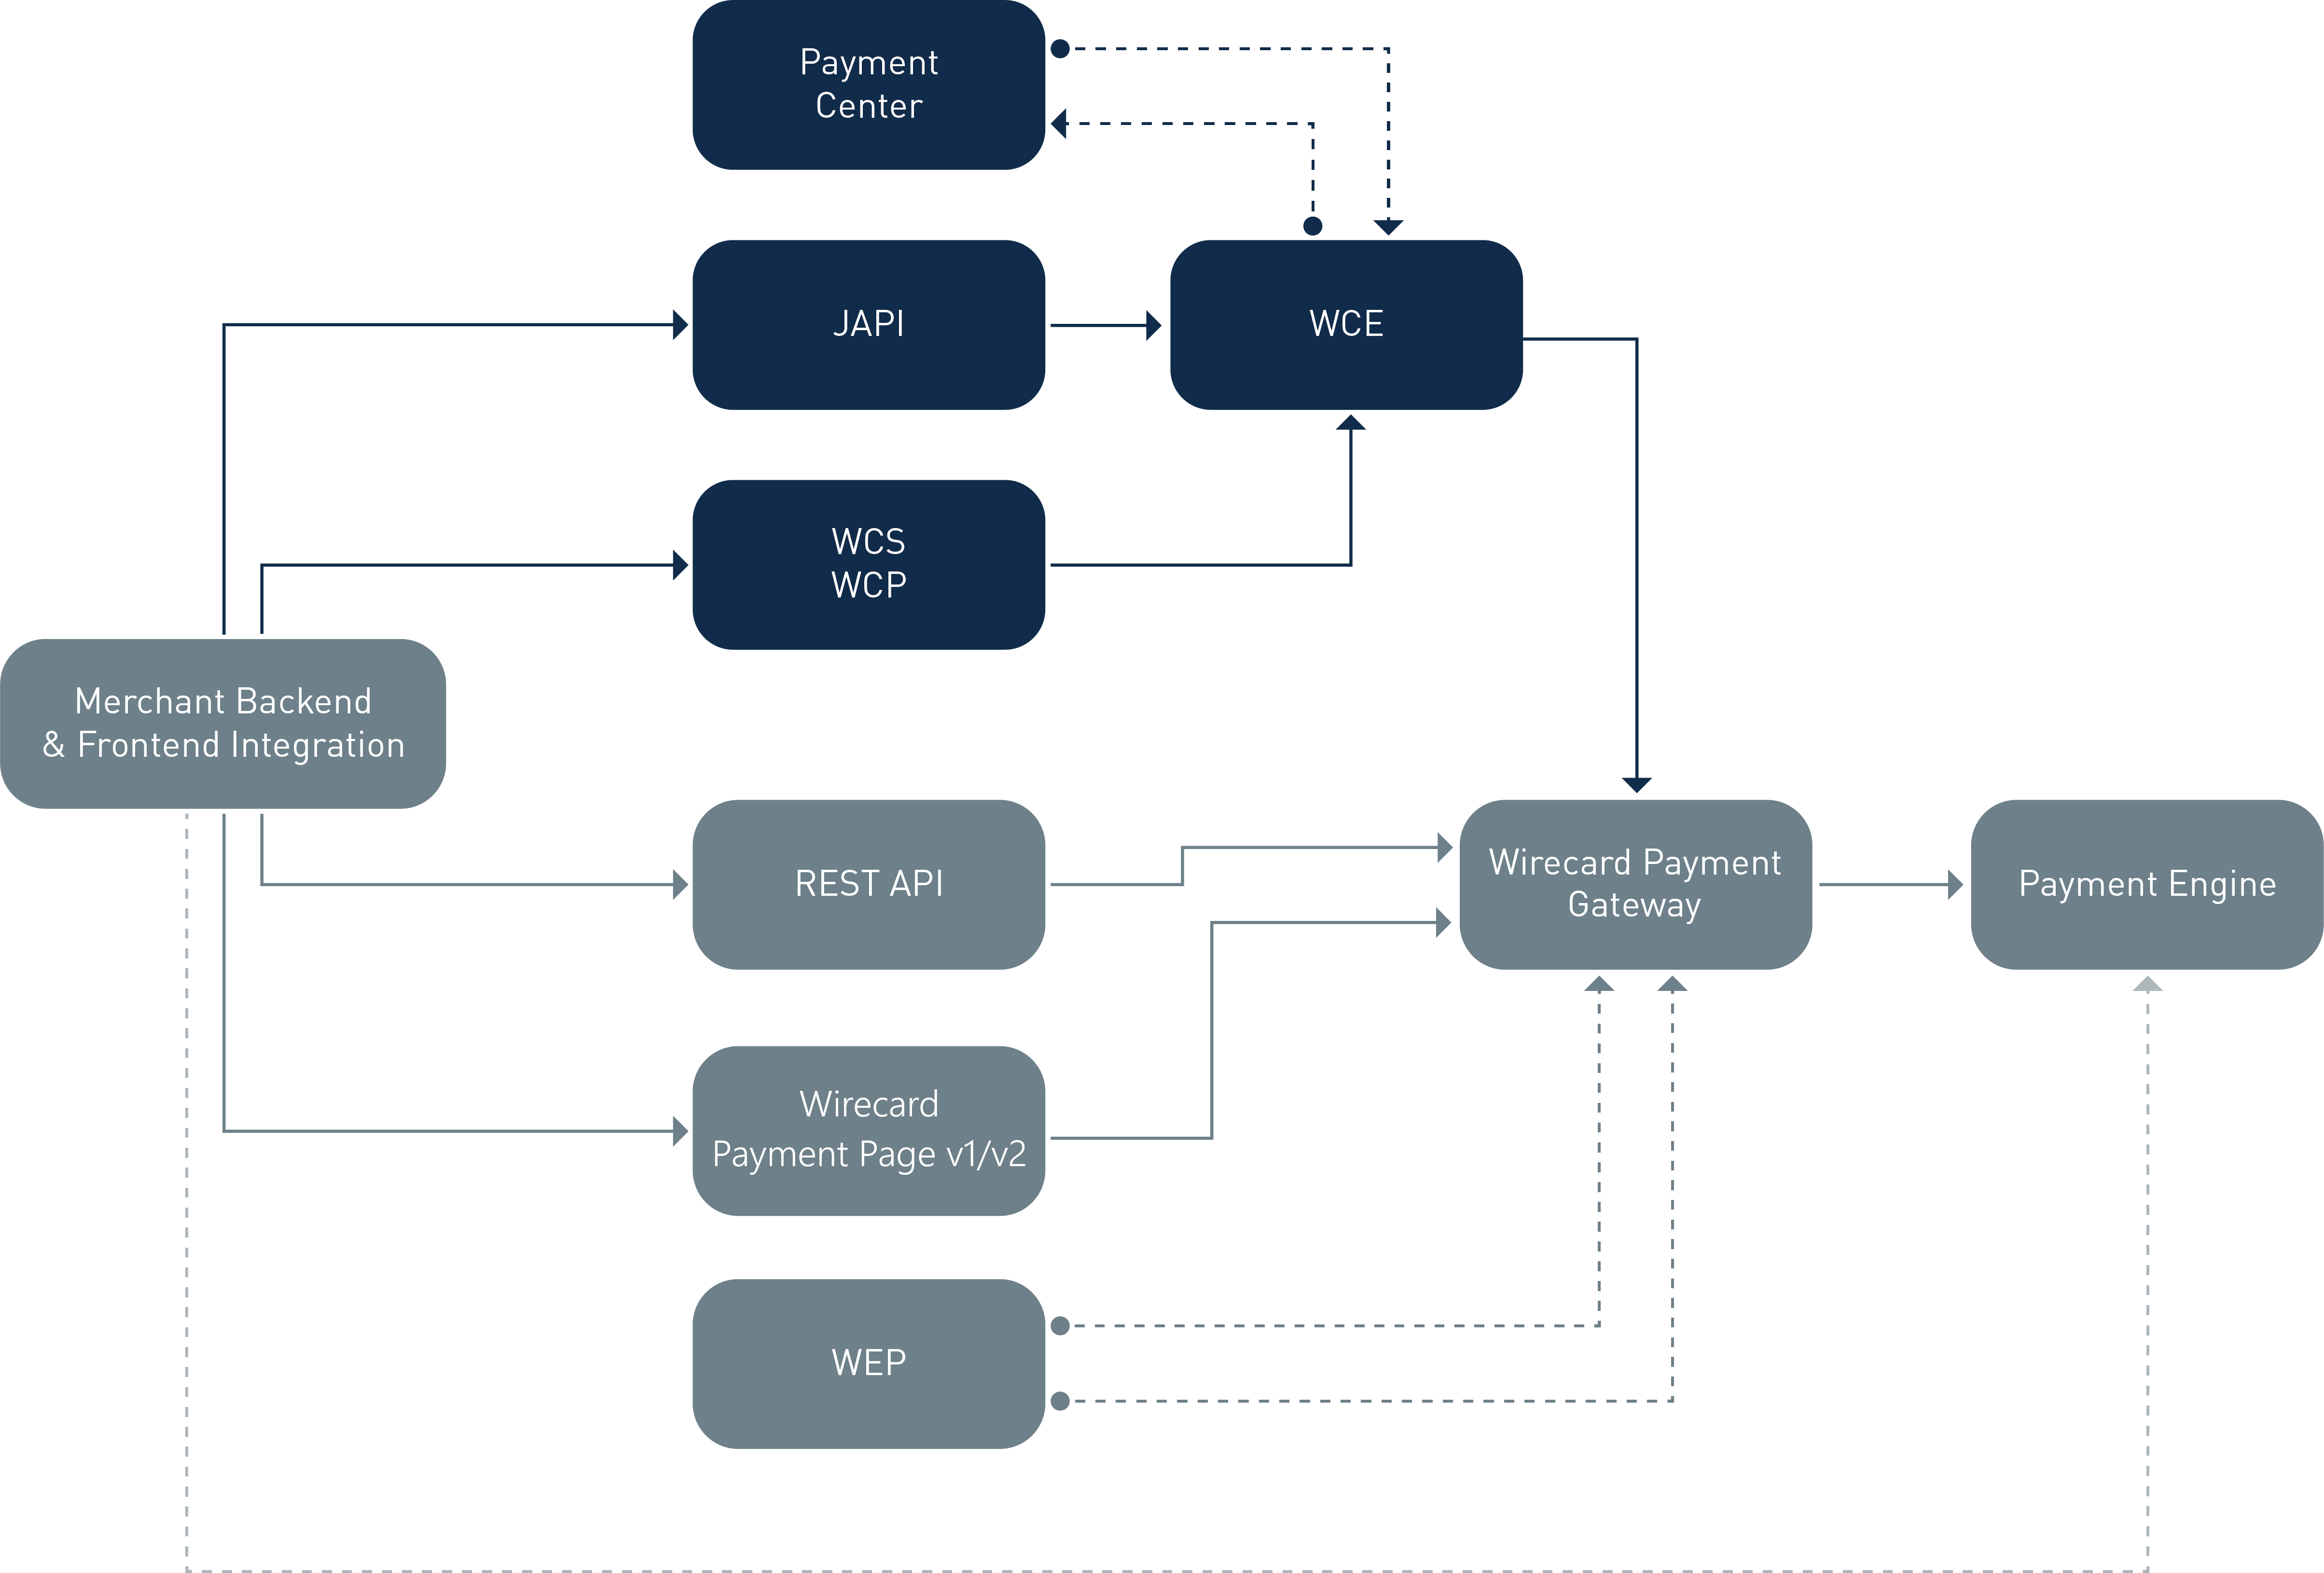 Payment
Center
JAPI
WCE
WCS
WCP
Merchant Backend
& Frontend Integration
REST API
Wirecard Payment
Gateway
Payment Engine
Wirecard
Payment Page v1/v2
WEP